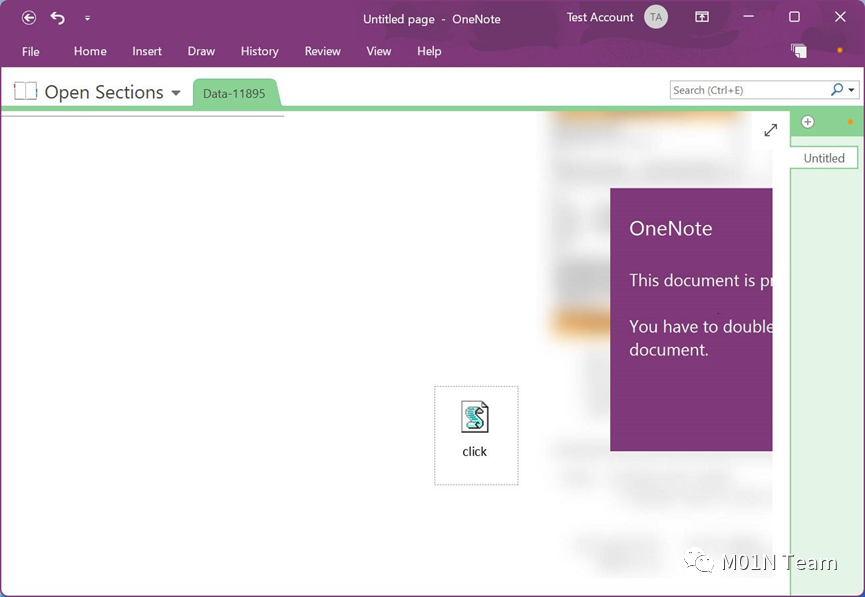 Untitled page - OneNote
Test Account
TA
File
Home
Insert
Draw
History
Review
View
Help
Open Sections
Data-11895
Search (Ctrl+E)
Untitled
OneNote
This document is
You have to double
document.
click
M01N Team